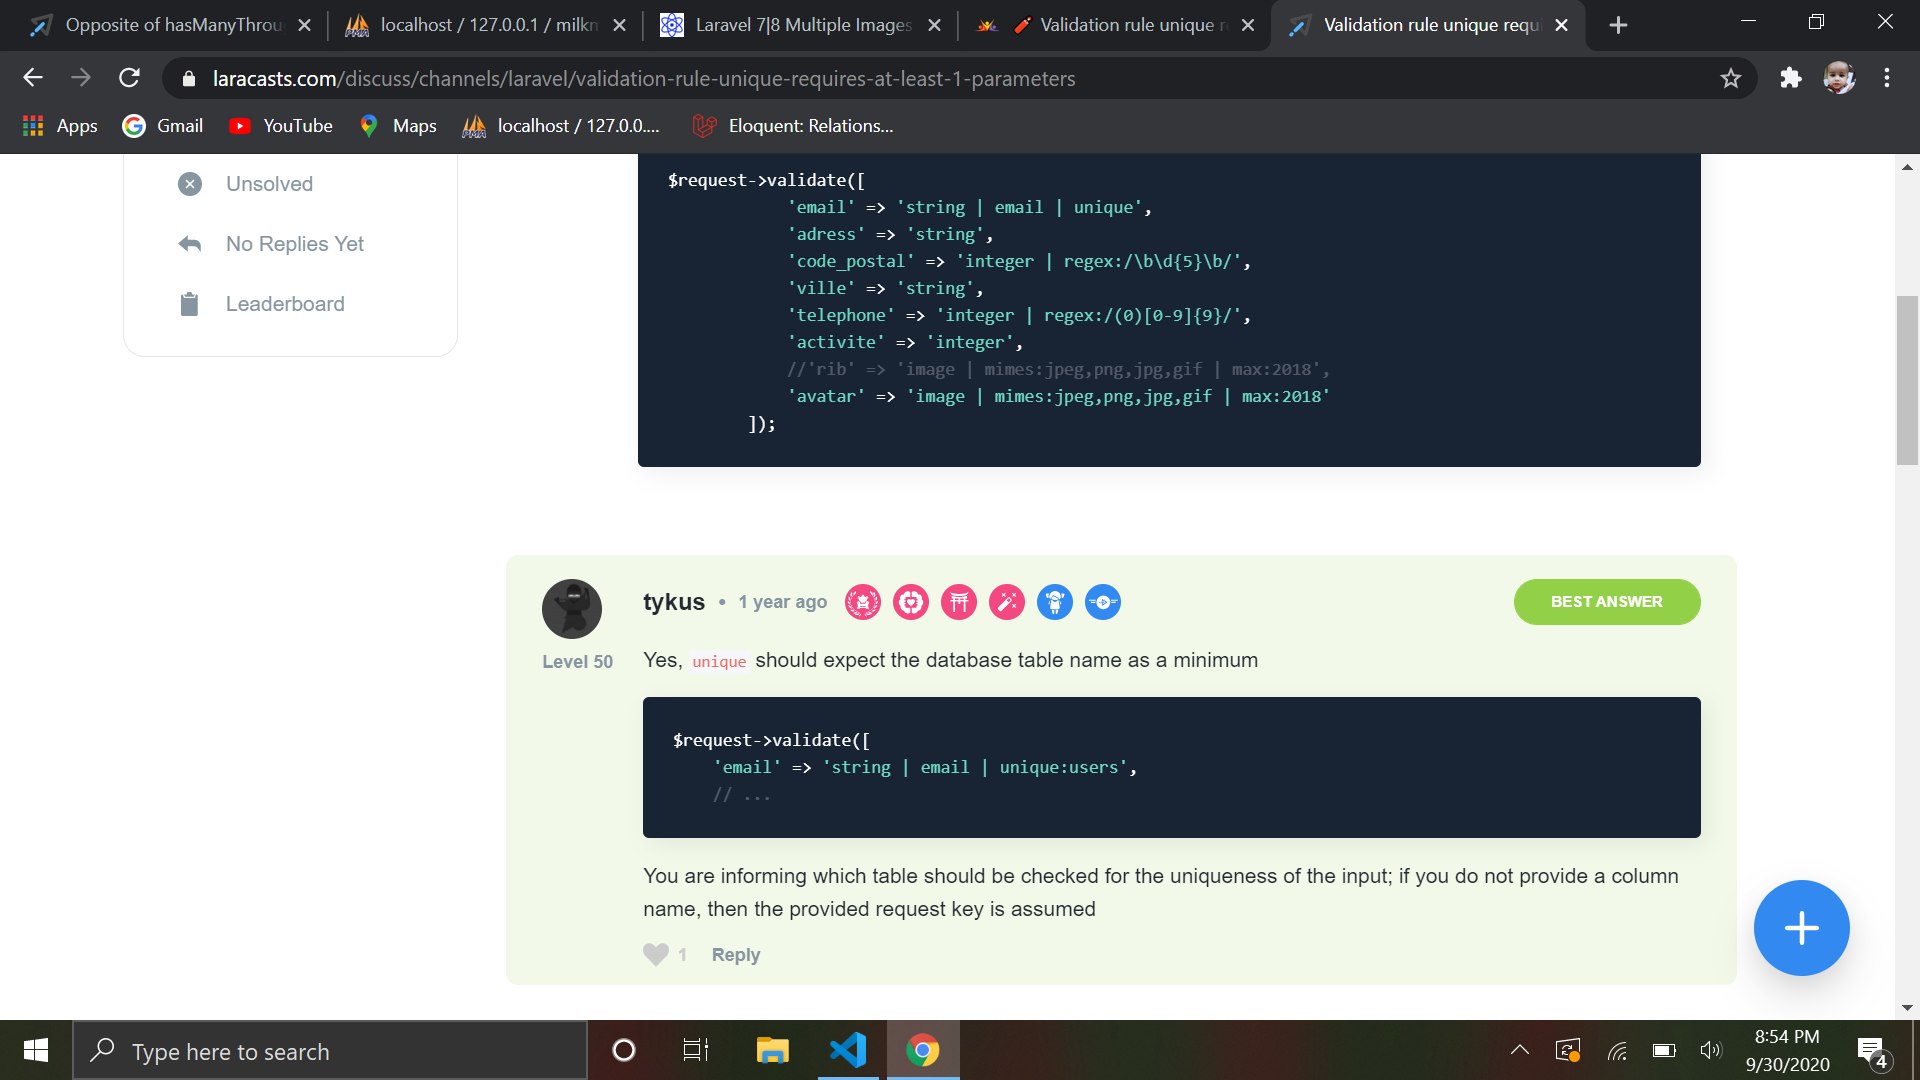 Opposite of hasManyThrou
localhost / 127.0.0.1 / milkm
Laravel 7|8 Multiple Images
Validation rule unique r
Validation rule unique requi
laracasts.com/discuss/channels/laravel/validation-rule-unique-requires-at-least-1-parameters
Apps
Gmail
YouTube
Maps
localhost / 127.0.0....
Eloquent: Relations...
Unsolved
No Replies Yet
Leaderboard
$request->validate([
'email' => 'string | email | unique',
'adress' => 'string',
'code_postal' => 'integer | regex:/\b\d{5}\b/',
'ville' => 'string',
'telephone' => 'integer | regex:/(0)[0-9]{9}/',
'activite' => 'integer',
//'rib' => 'image | mimes:jpeg,png,jpg,gif | max:2018',
'avatar' => 'image | mimes:jpeg,png,jpg,gif | max:2018'
]);
tykus • 1 year ago
BEST ANSWER
Level 50
Yes, unique should expect the database table name as a minimum
$request->validate([
'email' => 'string | email | unique:users',
// ...
You are informing which table should be checked for the uniqueness of the input; if you do not provide a column
name, then the provided request key is assumed
1 Reply
Type here to search
8:54 PM
9/30/2020
4